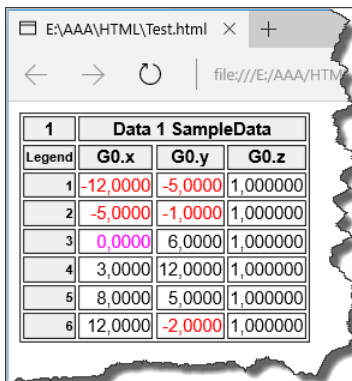 E:\AAA\HTML\Test.html
file:///E:/AAA/HTM
1 Data 1 SampleData
Legend G0.x G0.y G0.z
1 -12,0000 -5,0000 1,000000
2 -5,0000 -1,0000 1,000000
3 0,0000 6,0000 1,000000
4 3,0000 12,0000 1,000000
5 8,0000 5,0000 1,000000
6 12,0000 -2,0000 1,000000